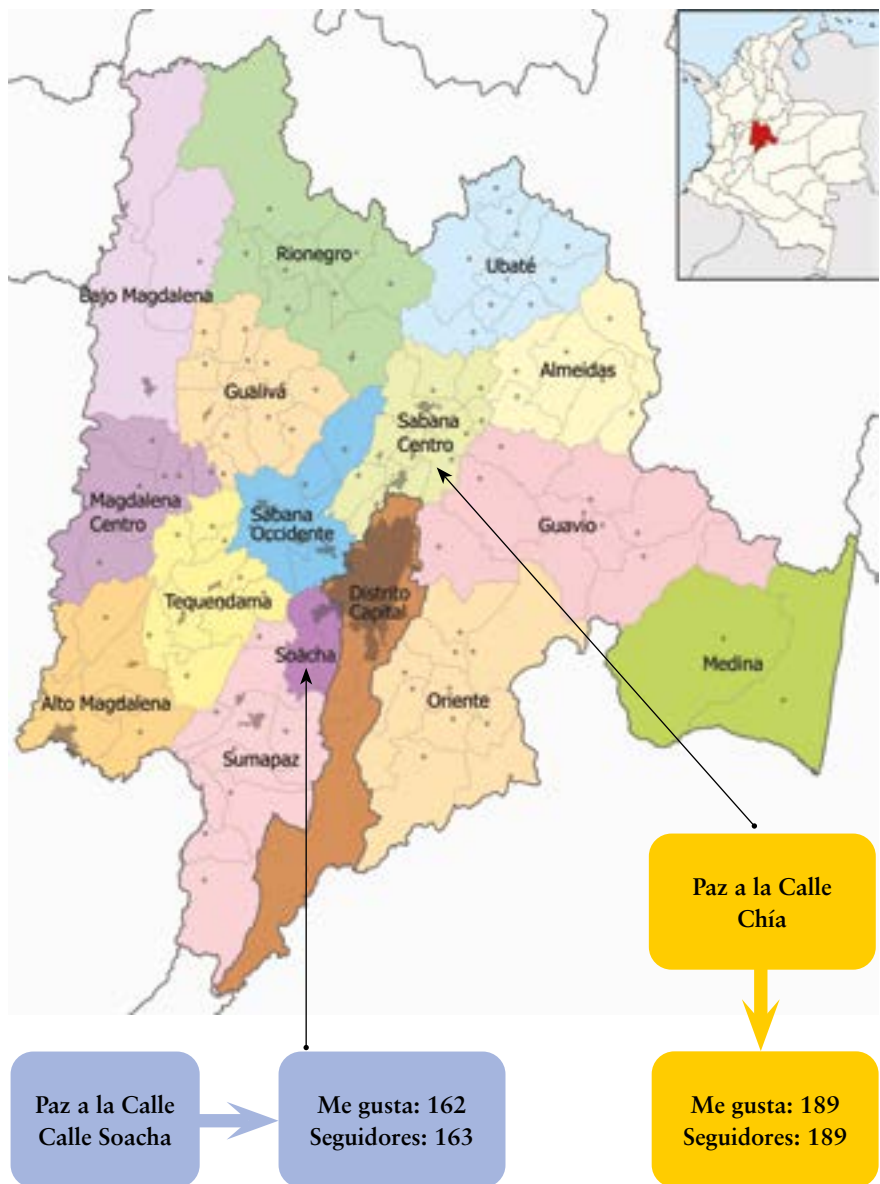 Rionegro
Ubaté
Bajo Magdalena
Almeidas
Gualivá
Sabana
Centro
Magdalena
Centro
Sabana
Occidente
Guavio
Distrito
Capital
Tequendama
Soacha
Medina
Alto Magdalena
Oriente
Sumapaz
Paz a la Calle
Chía
Paz a la Calle
Calle Soacha
Me gusta: 162
Seguidores: 163
Me gusta: 189
Seguidores: 189